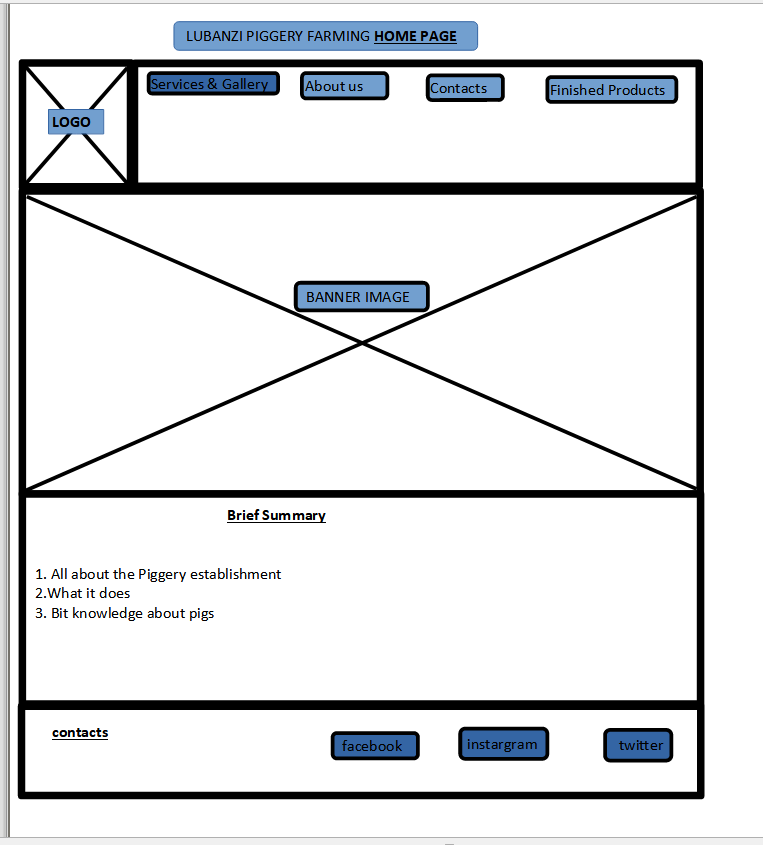 LUBANZI PIGGERY FARMING HOME PAGE
LOGO
Services & Gallery
About us
Contacts
Finished Products
BANNER IMAGE
Brief Summary
1. All about the Piggery establishment
2.What it does
3. Bit knowledge about pigs
contacts
facebook
instargram
twitter